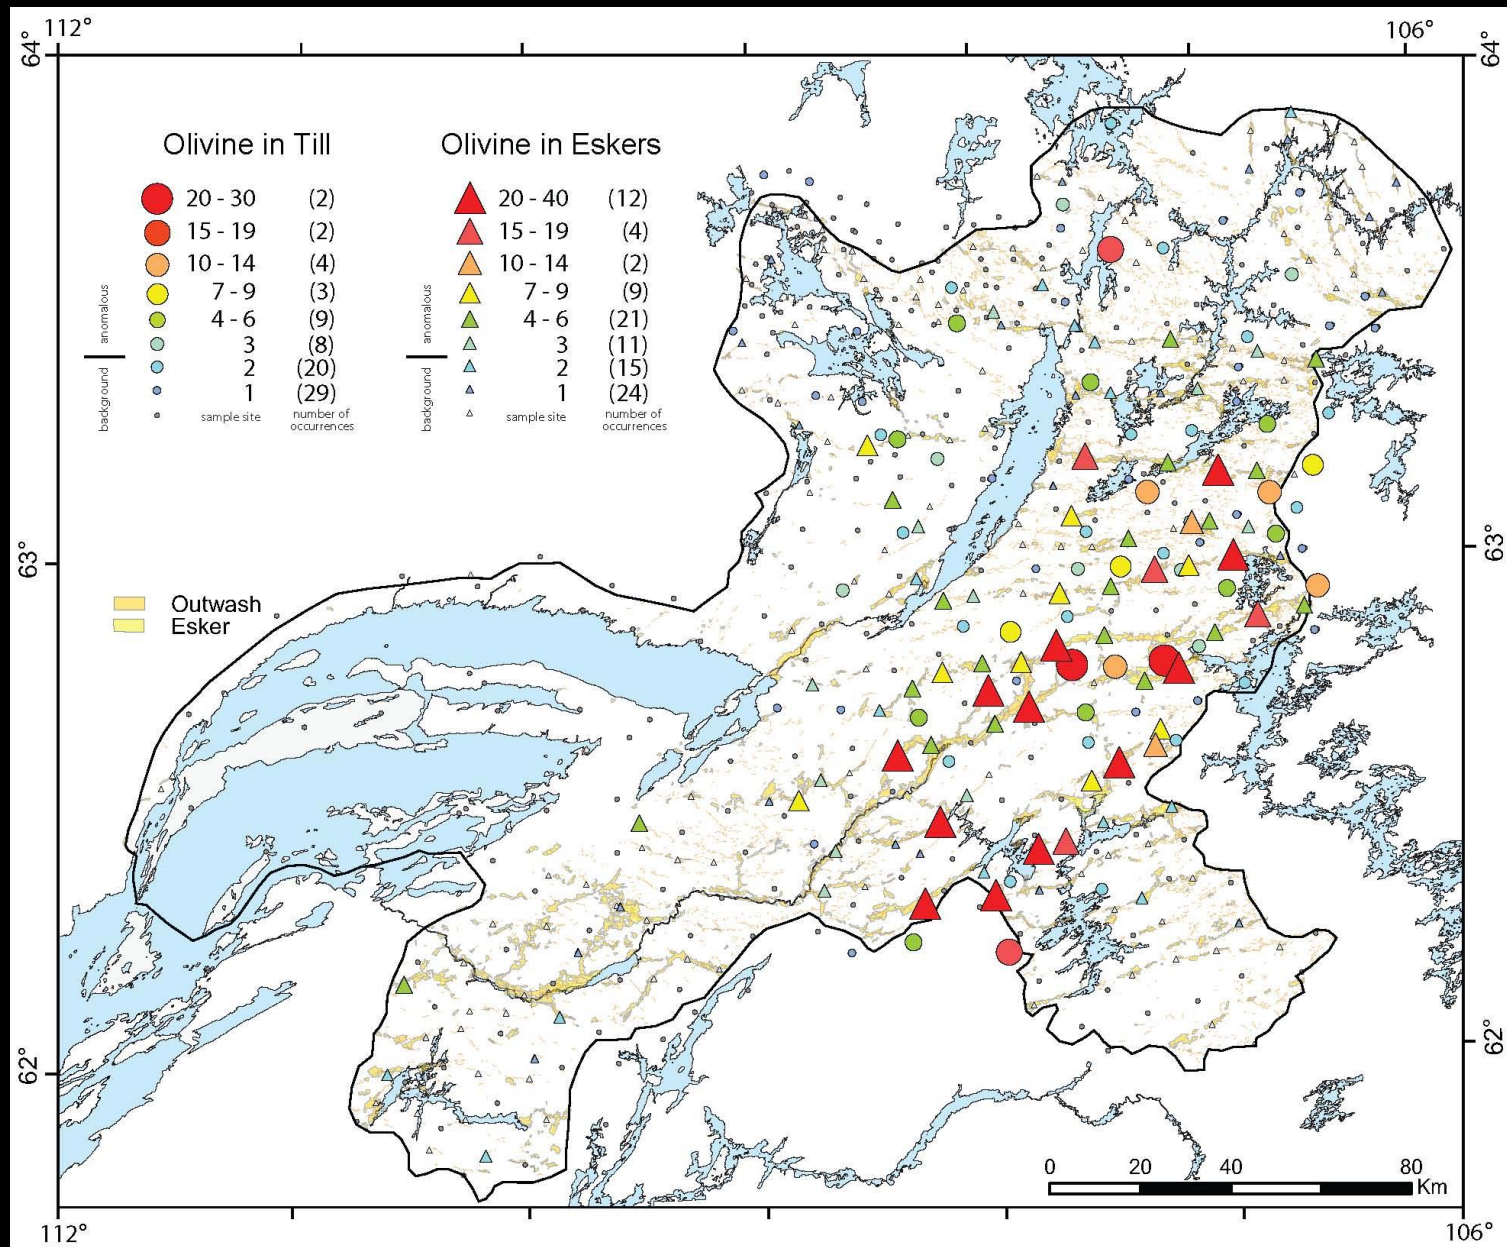 112°
106°
64°
64°
Olivine in Till
20 - 30 (2)
15 - 19 (2)
10 - 14 (4)
7 - 9 (3)
4 - 6 (9)
3 (8)
2 (20)
1 (29)
sample site
number of
occurrences
anomalous
background
Olivine in Eskers
20 - 40 (12)
15 - 19 (4)
10 - 14 (2)
7 - 9 (9)
4 - 6 (21)
3 (11)
2 (15)
1 (24)
sample site
number of
occurrences
anomalous
background
63°
63°
Outwash
Esker
62°
62°
0 20 40 80
Km
112°
106°